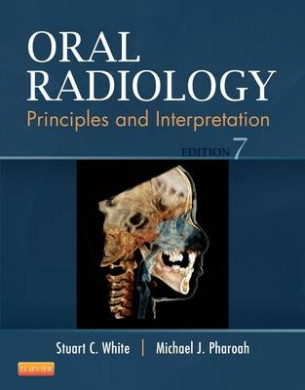 ORAL
RADIOLOGY
Principles and Interpretation
EDITION 7
Stuart C. White | Michael J. Pharoah
ELSEVIER